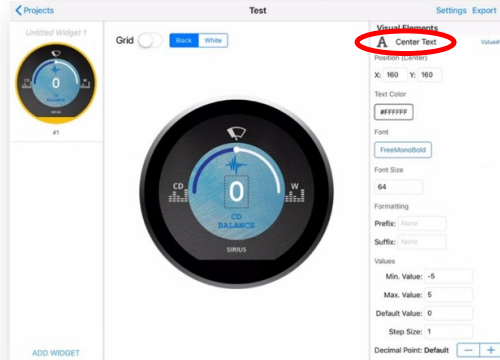 Projects
Test
Settings Export
Untitled Widget 1
#1
ADD WIDGET
Grid
Black White
CD
W
0
CD
BALANCE
SIRIUS
Visual Elements
A Center Text
Value#
Position (Center)
X: 160 Y: 160
Text Color
#FFFFFF
Font
FreeMonoBold
Font Size
64
Formatting
Prefix: None
Suffix: None
Values
Min. Value: -5
Max. Value: 5
Default Value: 0
Step Size: 1
Decimal Point: Default - +